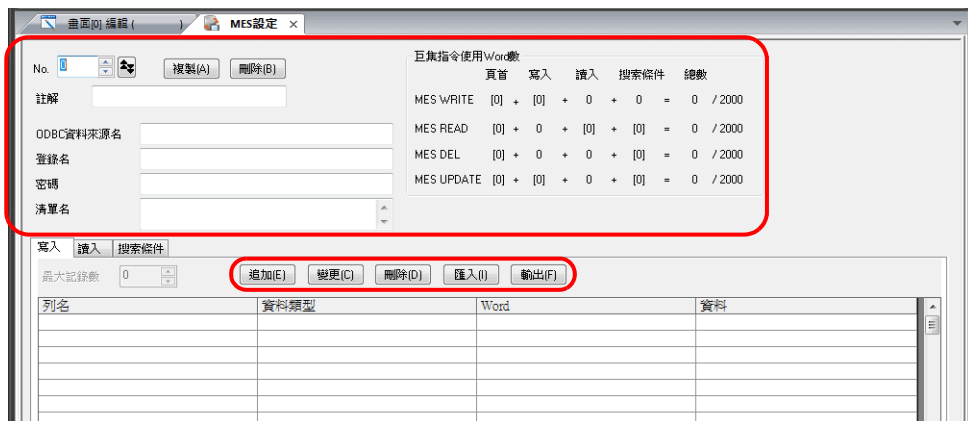 畫面[0] 編輯 ( ) MES設定 ×
No. 0 複製(A) 刪除(B)
註解
ODBC資料來源名
登錄名
密碼
清單名
巨集指令使用Word數
頁首 寫入 讀入 搜索條件 總數
MES WRITE [0] + [0] + 0 + 0 = 0 / 2000
MES READ [0] + 0 + [0] + [0] = 0 / 2000
MES DEL [0] + 0 + 0 + [0] = 0 / 2000
MES UPDATE [0] + [0] + 0 + [0] = 0 / 2000
寫入 讀入 搜索條件
最大記錄數 0 追加(E) 變更(C) 刪除(D) 匯入(I) 輸出(F)
列名 資料類型 Word 資料